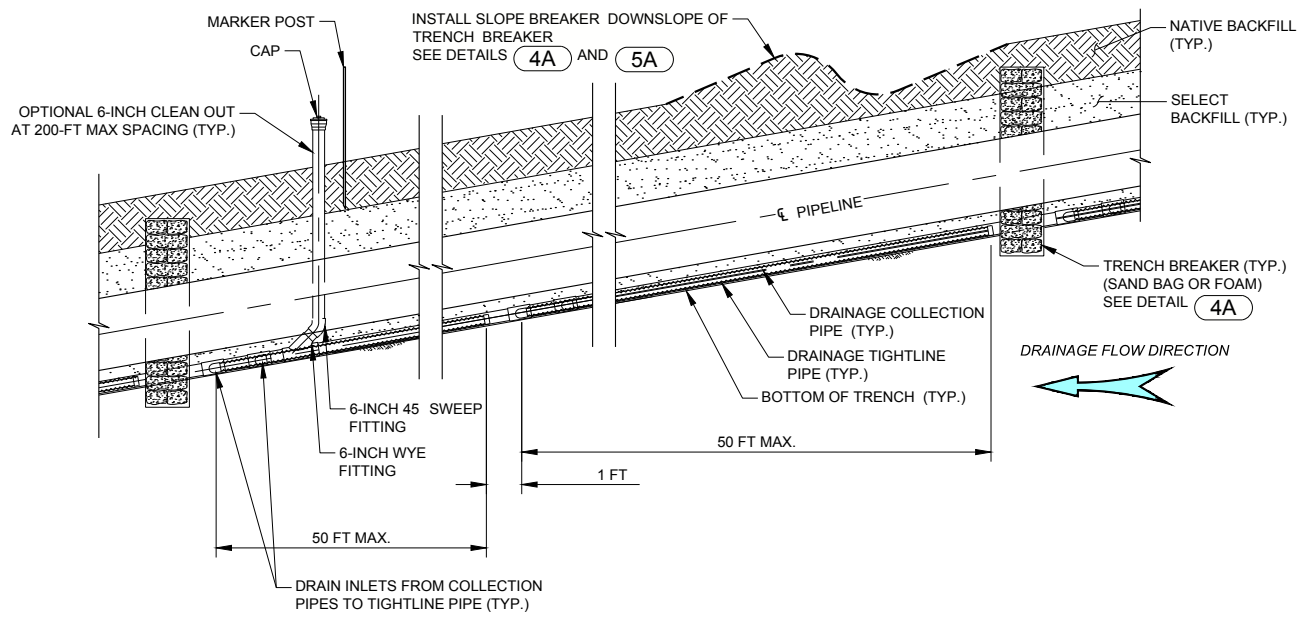 MARKER POST
CAP
OPTIONAL 6-INCH CLEAN OUT
AT 200-FT MAX SPACING (TYP.)
INSTALL SLOPE BREAKER DOWNSLOPE OF
TRENCH BREAKER
SEE DETAILS 4A AND 5A
NATIVE BACKFILL
(TYP.)
SELECT
BACKFILL (TYP.)
℄ PIPELINE
TRENCH BREAKER (TYP.)
(SAND BAG OR FOAM)
SEE DETAIL 4A
DRAINAGE COLLECTION
PIPE (TYP.)
DRAINAGE TIGHTLINE
PIPE (TYP.)
BOTTOM OF TRENCH (TYP.)
DRAINAGE FLOW DIRECTION
6-INCH 45 SWEEP
FITTING
6-INCH WYE
FITTING
50 FT MAX.
1 FT
50 FT MAX.
DRAIN INLETS FROM COLLECTION
PIPES TO TIGHTLINE PIPE (TYP.)